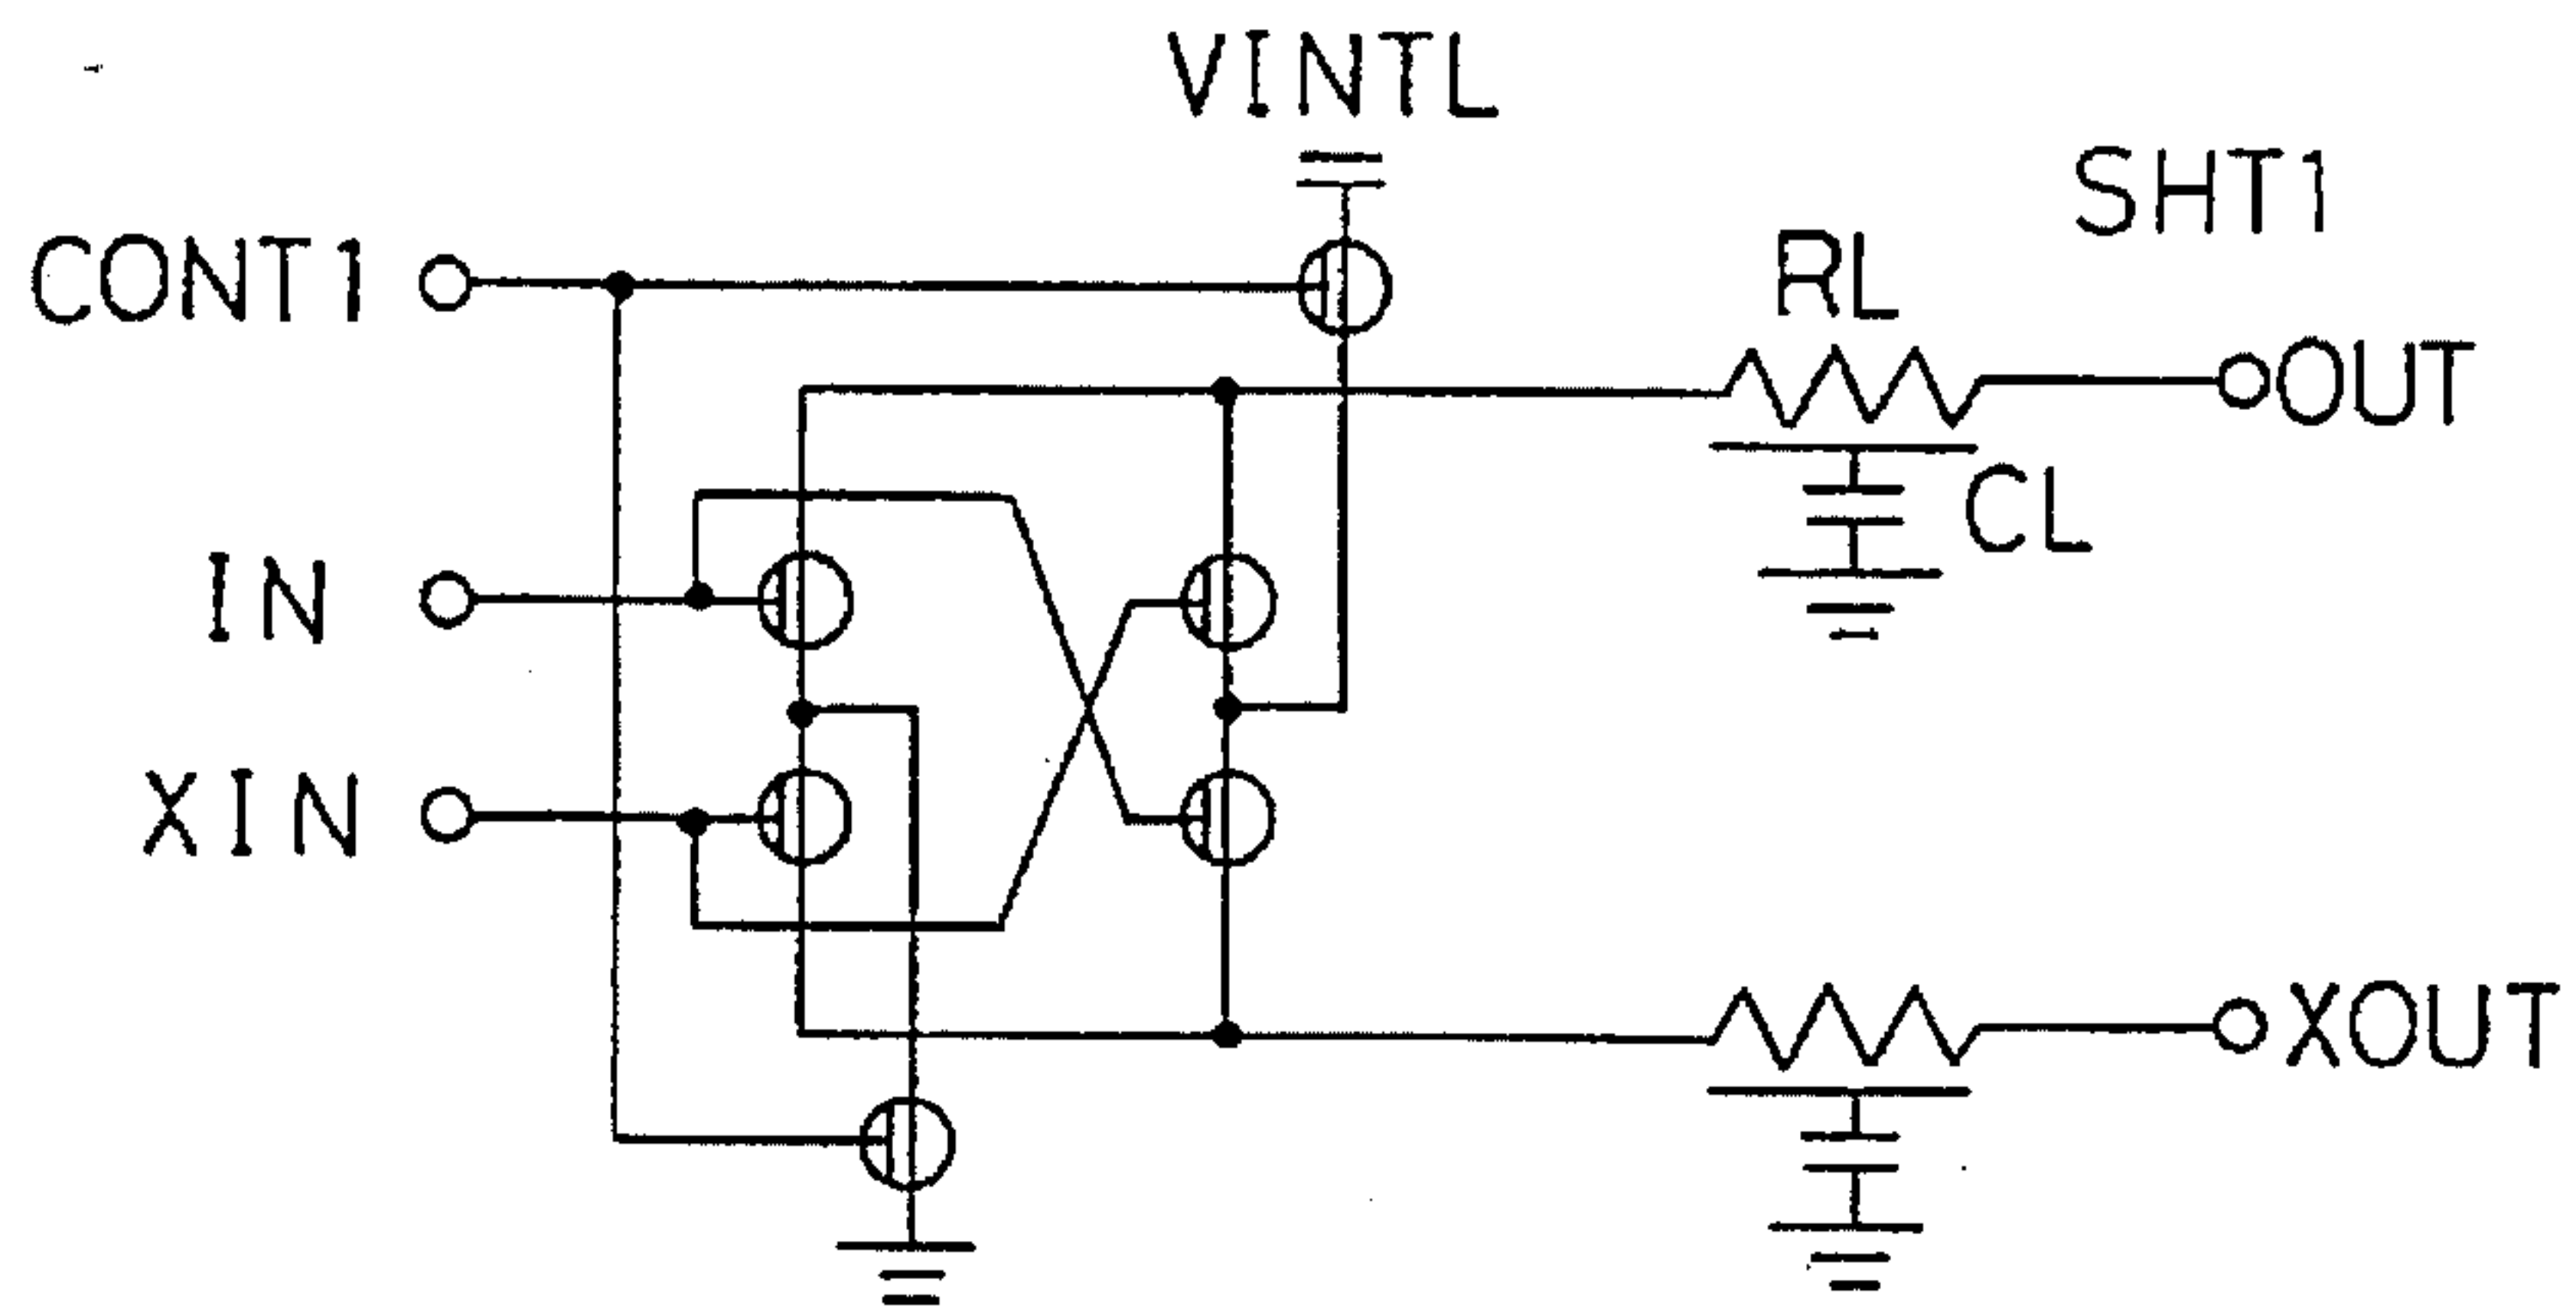 VINTL
SHT1
CONT1
RL
OUT
CL
IN
XIN
XOUT